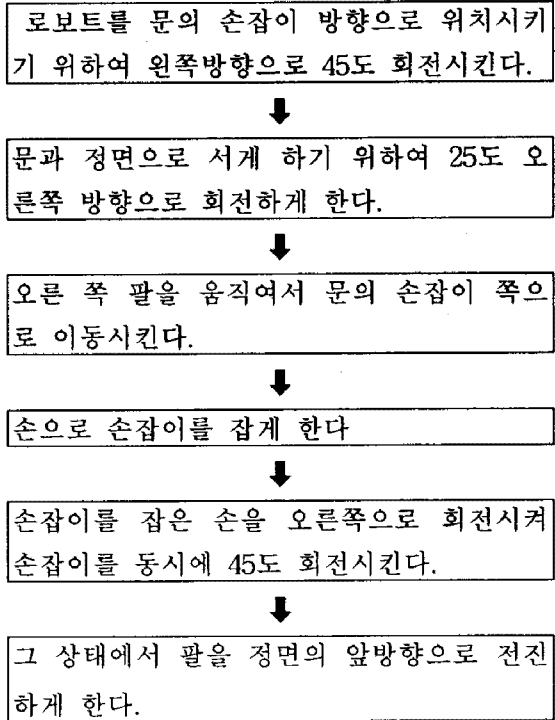 로보트를 문의 손잡이 방향으로 위치시키
기 위하여 왼쪽방향으로 45도 회전시킨다.
문과 정면으로 서게 하기 위하여 25도 오
른쪽 방향으로 회전하게 한다.
오른 쪽 팔을 움직여서 문의 손잡이 쪽으
로 이동시킨다.
손으로 손잡이를 잡게 한다
손잡이를 잡은 손을 오른쪽으로 회전시켜
손잡이를 동시에 45도 회전시킨다.
그 상태에서 팔을 정면의 앞방향으로 전진
하게 한다.